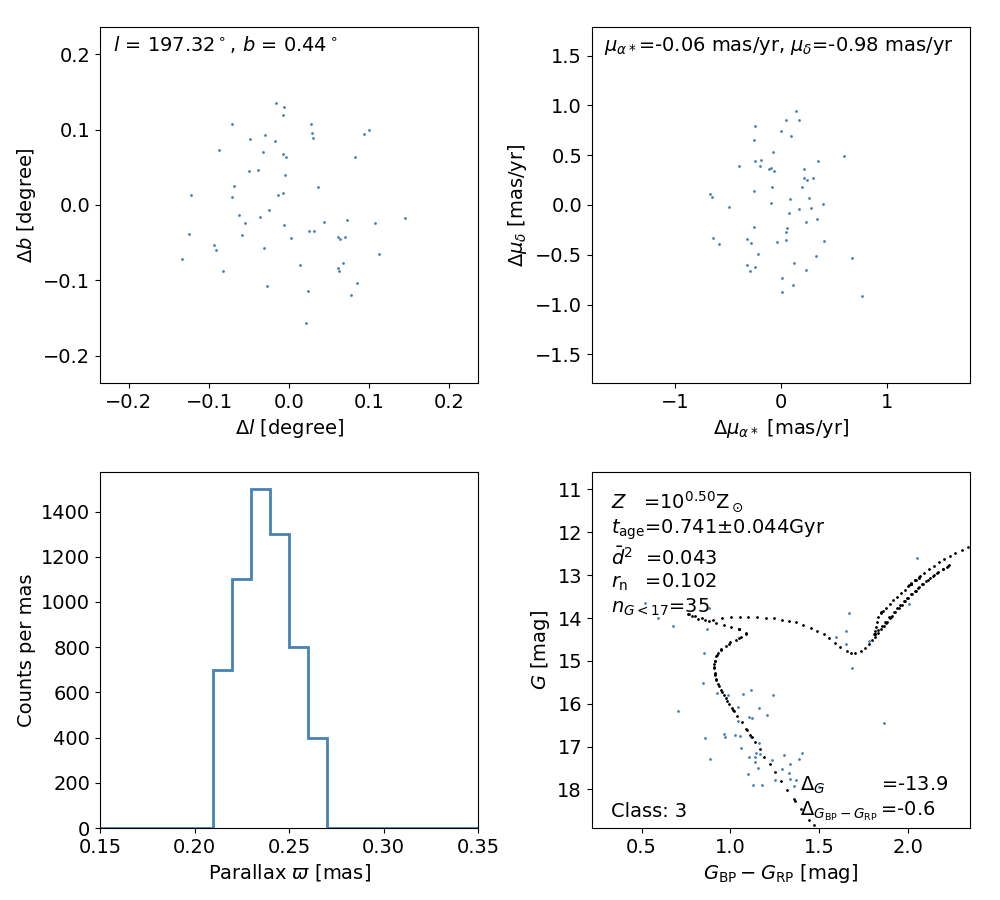 l = 197.32°, b = 0.44°
0.2
0.1
0.0
−0.1
−0.2
Δb [degree]
−0.2 −0.1 0.0 0.1 0.2
Δl [degree]
μα∗=-0.06 mas/yr, μδ=-0.98 mas/yr
1.5
1.0
0.5
0.0
−0.5
−1.0
−1.5
Δμδ [mas/yr]
−1 0 1
Δμα∗ [mas/yr]
1400
1200
1000
800
600
400
200
0
Counts per mas
0.15 0.20 0.25 0.30 0.35
Parallax ϖ [mas]
11
12
13
14
15
16
17
18
G [mag]
Z =10^0.50 Z⊙
t_age=0.741±0.044Gyr
d̄² =0.043
r_n =0.102
n_G<17=35
Δ_G =-13.9
Δ_GBP−GRP =-0.6
Class: 3
0.5 1.0 1.5 2.0
G_BP − G_RP [mag]